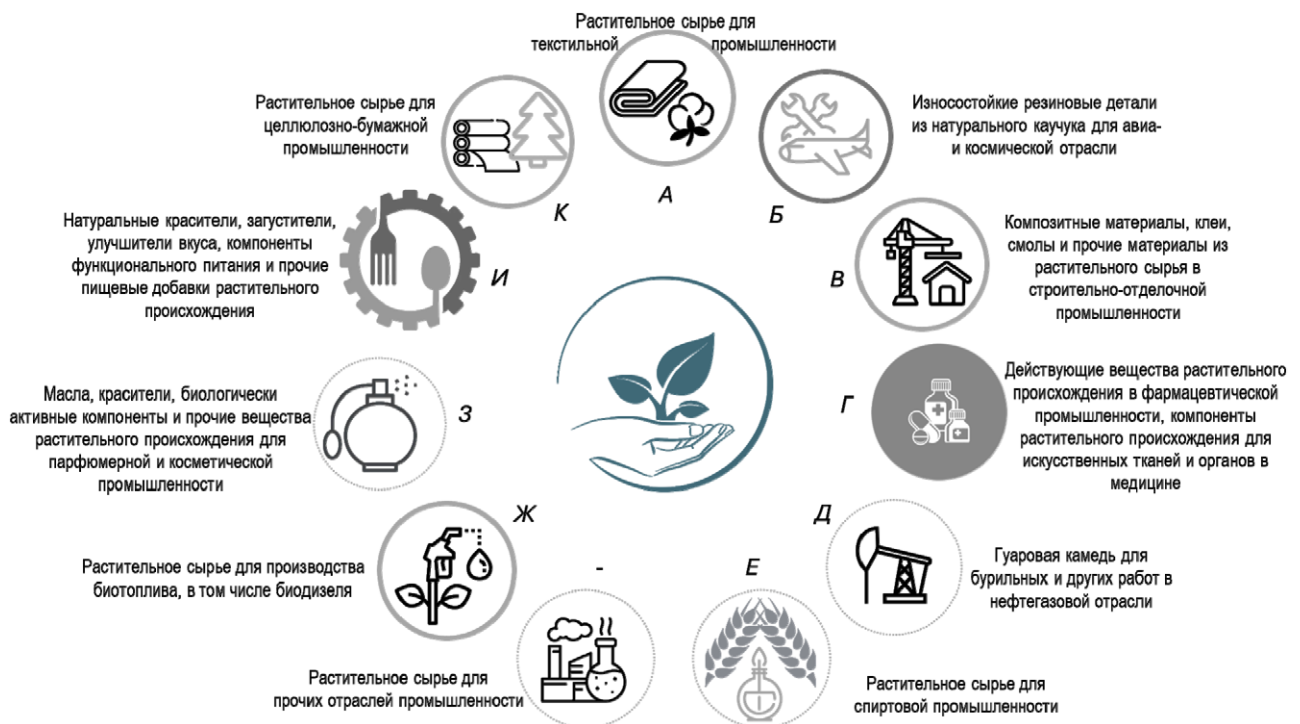 Растительное сырье для
текстильной промышленности
А
Износостойкие резиновые детали
из натурального каучука для авиа-
и космической отрасли
Б
Композитные материалы, клеи,
смолы и прочие материалы из
растительного сырья в
строительно-отделочной
промышленности
В
Действующие вещества растительного
происхождения в фармацевтической
промышленности, компоненты
растительного происхождения для
искусственных тканей и органов в
медицине
Г
Гуаровая камедь для
бурильных и других работ в
нефтегазовой отрасли
Д
Растительное сырье для
спиртовой промышленности
Е
Растительное сырье для
прочих отраслей промышленности
-
Растительное сырье для производства
биотоплива, в том числе биодизеля
Ж
Масла, красители, биологически
активные компоненты и прочие вещества
растительного происхождения для
парфюмерной и косметической
промышленности
З
Натуральные красители, загустители,
улучшители вкуса, компоненты
функционального питания и прочие
пищевые добавки растительного
происхождения
И
Растительное сырье для
целлюлозно-бумажной
промышленности
К